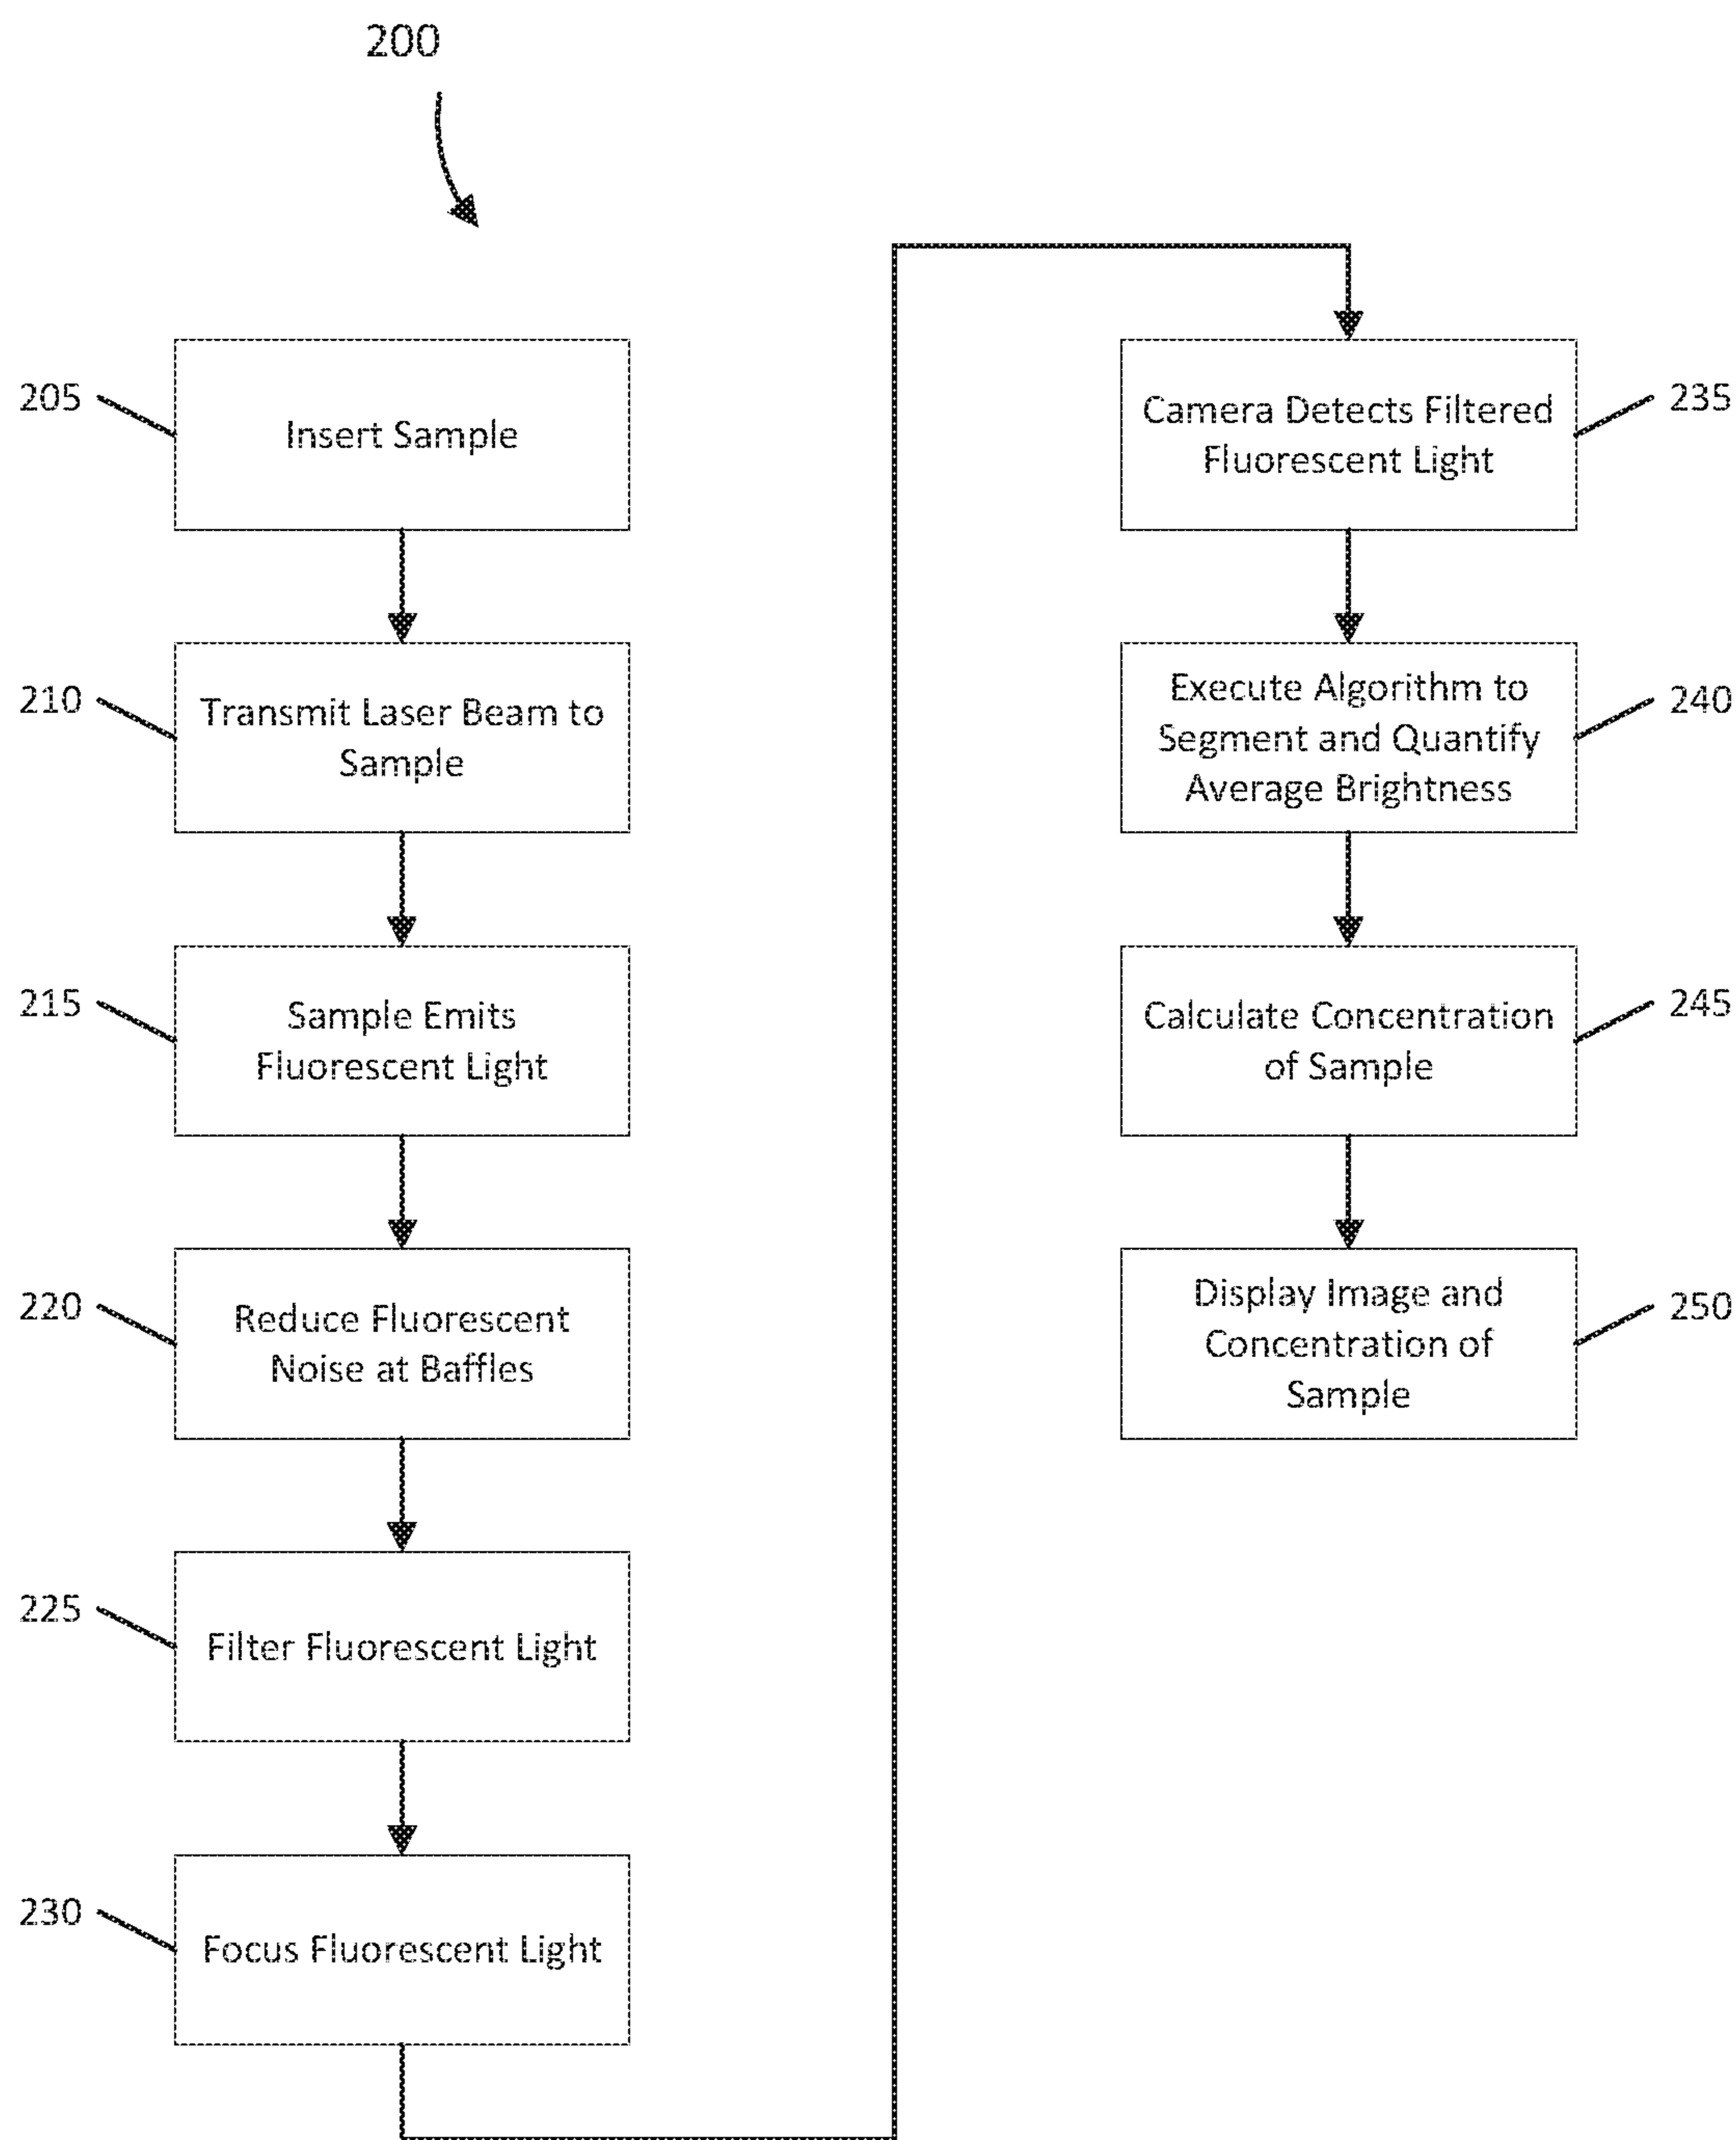 200
205
Insert Sample
210
Transmit Laser Beam to
Sample
215
Sample Emits
Fluorescent Light
220
Reduce Fluorescent
Noise at Baffles
225
Filter Fluorescent Light
230
Focus Fluorescent Light
Camera Detects Filtered
Fluorescent Light
235
Execute Algorithm to
Segment and Quantify
Average Brightness
240
Calculate Concentration
of Sample
245
Display Image and
Concentration of
Sample
250